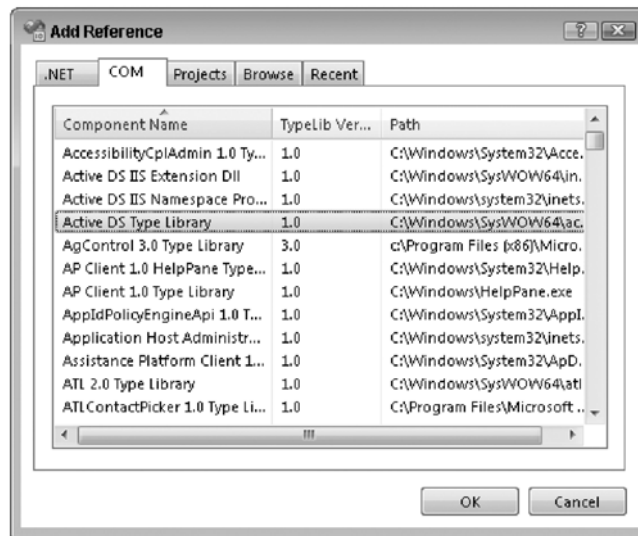 Add Reference
.NET COM Projects Browse Recent
Component Name TypeLib Ver... Path
AccessibilityCplAdmin 1.0 Ty... 1.0 C:\Windows\System32\Acce.
Active DS IIS Extension Dll 1.0 C:\Windows\SysWOW64\in.
Active DS IIS Namespace Pro... 1.0 C:\Windows\system32\inets.
Active DS Type Library 1.0 C:\Windows\SysWOW64\ac.
AgControl 3.0 Type Library 3.0 c:\Program Files (x86)\Micro.
AP Client 1.0 HelpPane Type... 1.0 C:\Windows\System32\Help.
AP Client 1.0 Type Library 1.0 C:\Windows\HelpPane.exe
AppIdPolicyEngineApi 1.0 T... 1.0 C:\Windows\System32\AppI.
Application Host Administr... 1.0 C:\Windows\system32\inets.
Assistance Platform Client 1... 1.0 C:\Windows\System32\ApD.
ATL 2.0 Type Library 1.0 C:\Windows\SysWOW64\atl
ATLContactPicker 1.0 Type Li... 1.0 C:\Program Files\Microsoft ..
OK Cancel